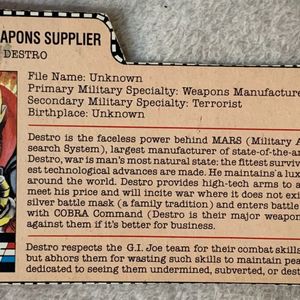 APONS SUPPLIER
DESTRO
File Name: Unknown
Primary Military Specialty: Weapons Manufacture
Secondary Military Specialty: Terrorist
Birthplace: Unknown
Destro is the faceless power behind MARS (Military A
search System), largest manufacturer of state-of-the-a
Destro, war is man's most natural state: the fittest surviv
est technological advances are made. He maintains a lux
around the world. Destro provides high-tech arms to a
meet his price and will incite war where it does not exi
silver battle mask (a family tradition) and enters battle
with COBRA Command (Destro is their major weapo
against them if it's better for business.
Destro respects the G.I. Joe team for their combat skills
but abhors them for wasting such skills to maintain peac
dedicated to seeing them undermined, subverted, or dest